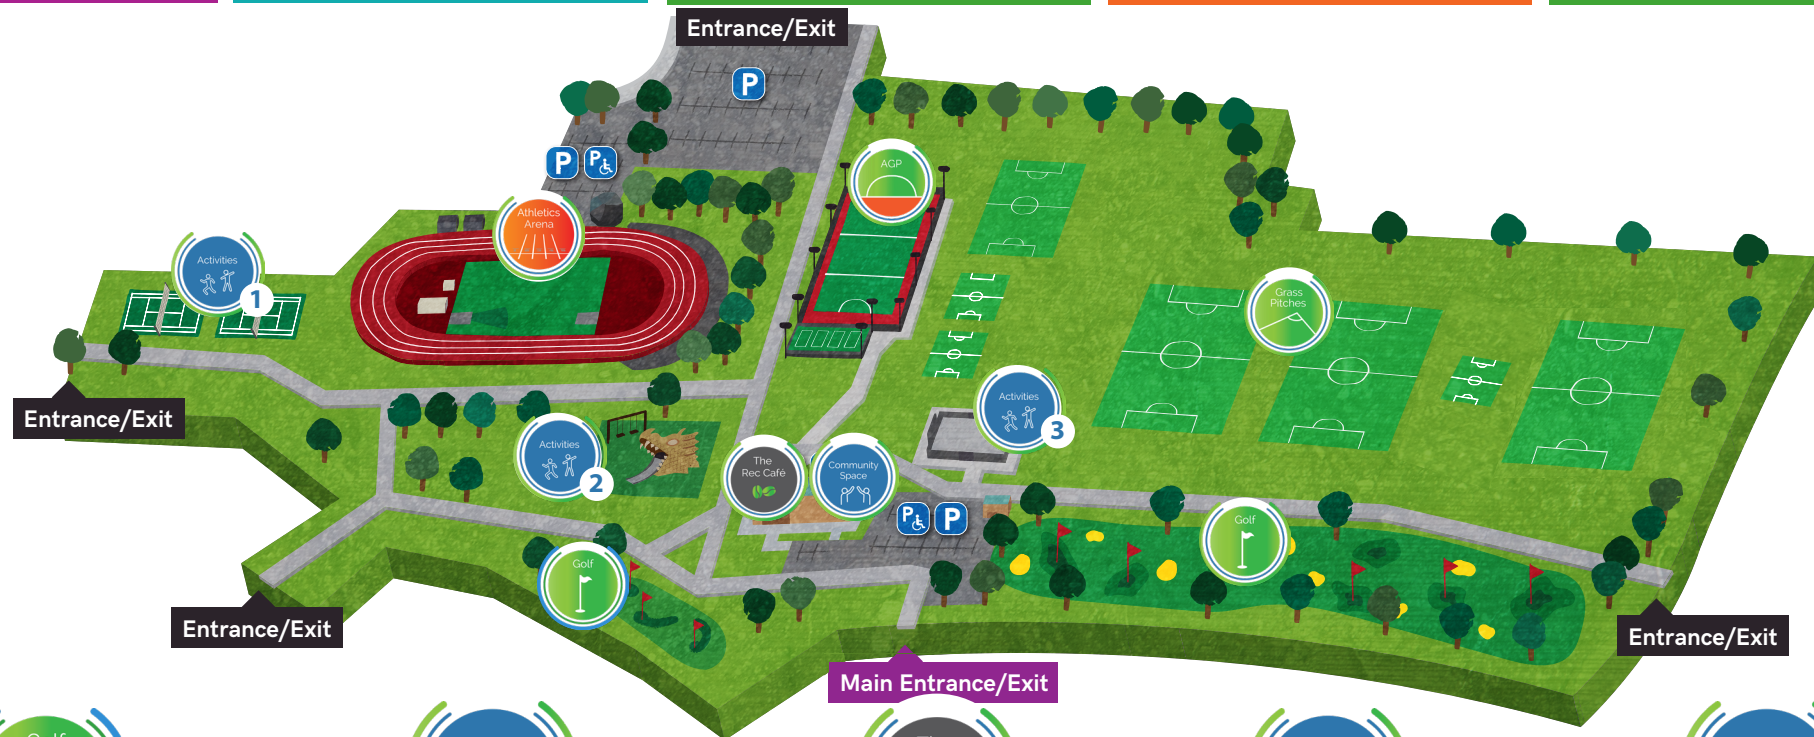 Entrance/Exit
P
P
P
AGP
Athletics
Arena
Activities
1
Grass
Pitches
Entrance/Exit
Activities
3
Activities
2
The
Rec Café
Community
Space
P
P
Golf
Golf
Entrance/Exit
Entrance/Exit
Main Entrance/Exit